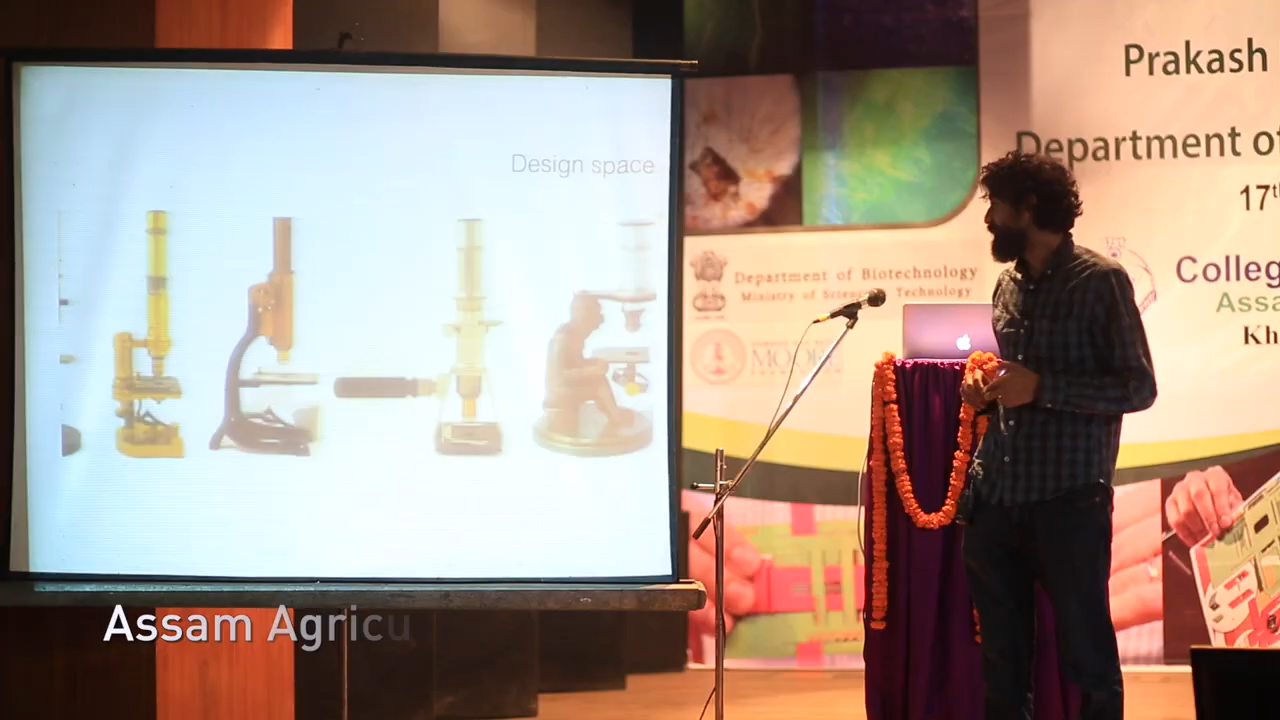 Design space
Prakash
Department of
17th
Department of Biotechnology
Ministry of Science Technology
Colleg
Assa
Kh
Assam Agricu